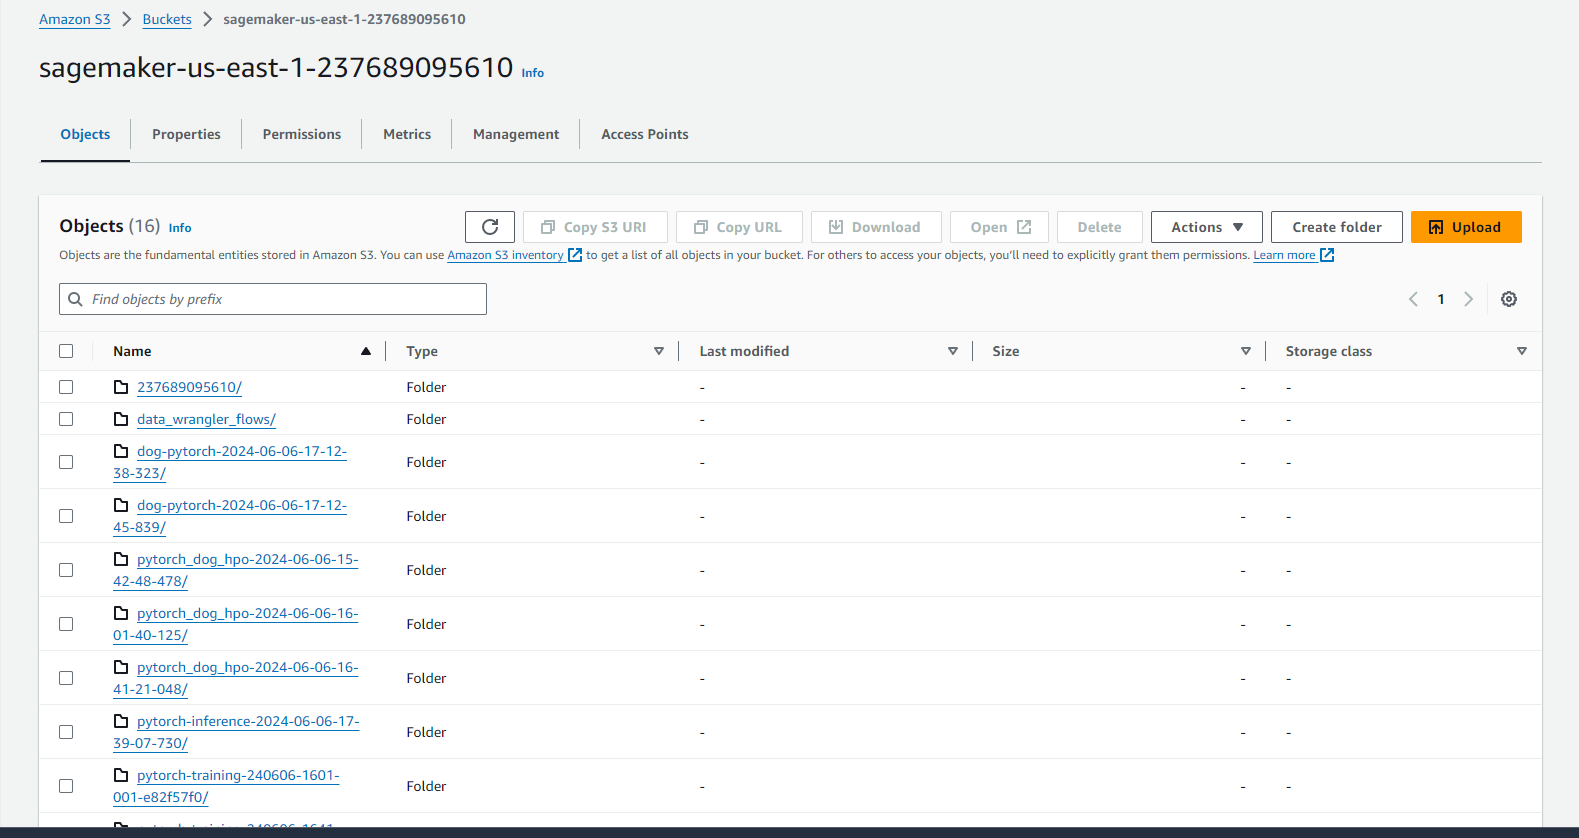 Amazon S3 > Buckets > sagemaker-us-east-1-237689095610
sagemaker-us-east-1-237689095610 Info
Objects Properties Permissions Metrics Management Access Points
Objects (16) Info Copy S3 URI Copy URL Download Open Delete Actions Create folder Upload
Objects are the fundamental entities stored in Amazon S3. You can use Amazon S3 inventory to get a list of all objects in your bucket. For others to access your objects, you'll need to explicitly grant them permissions. Learn more
Find objects by prefix 1
Name Type Last modified Size Storage class
237689095610/ Folder - - -
data_wrangler_flows/ Folder - - -
dog-pytorch-2024-06-06-17-12-
38-323/ Folder - - -
dog-pytorch-2024-06-06-17-12-
45-839/ Folder - - -
pytorch_dog_hpo-2024-06-06-15-
42-48-478/ Folder - - -
pytorch_dog_hpo-2024-06-06-16-
01-40-125/ Folder - - -
pytorch_dog_hpo-2024-06-06-16-
41-21-048/ Folder - - -
pytorch-inference-2024-06-06-17-
39-07-730/ Folder - - -
pytorch-training-240606-1601-
001-e82f57f0/ Folder - - -